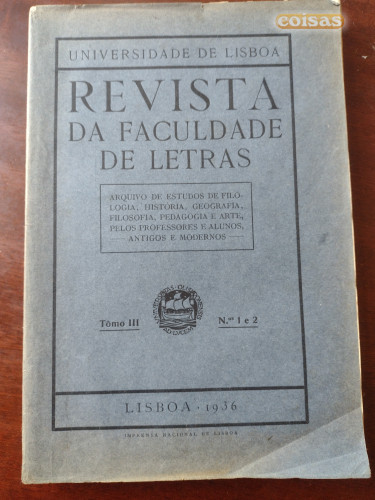 coisas
UNIVERSIDADE DE LISBOA
REVISTA
DA FACULDADE
DE LETRAS
ARQUIVO DE ESTUDOS DE FILO-
LOGIA, HISTORIA, GEOGRAFIA,
FILOSOFIA, PEDAGOGIA E ARTE,
PELOS PROFESSORES E ALUNOS,
ANTIGOS E MODERNOS —
Tômo III
N.os 1 e 2
LISBOA · 1936
IMPRENSA NACIONAL DE LISBOA